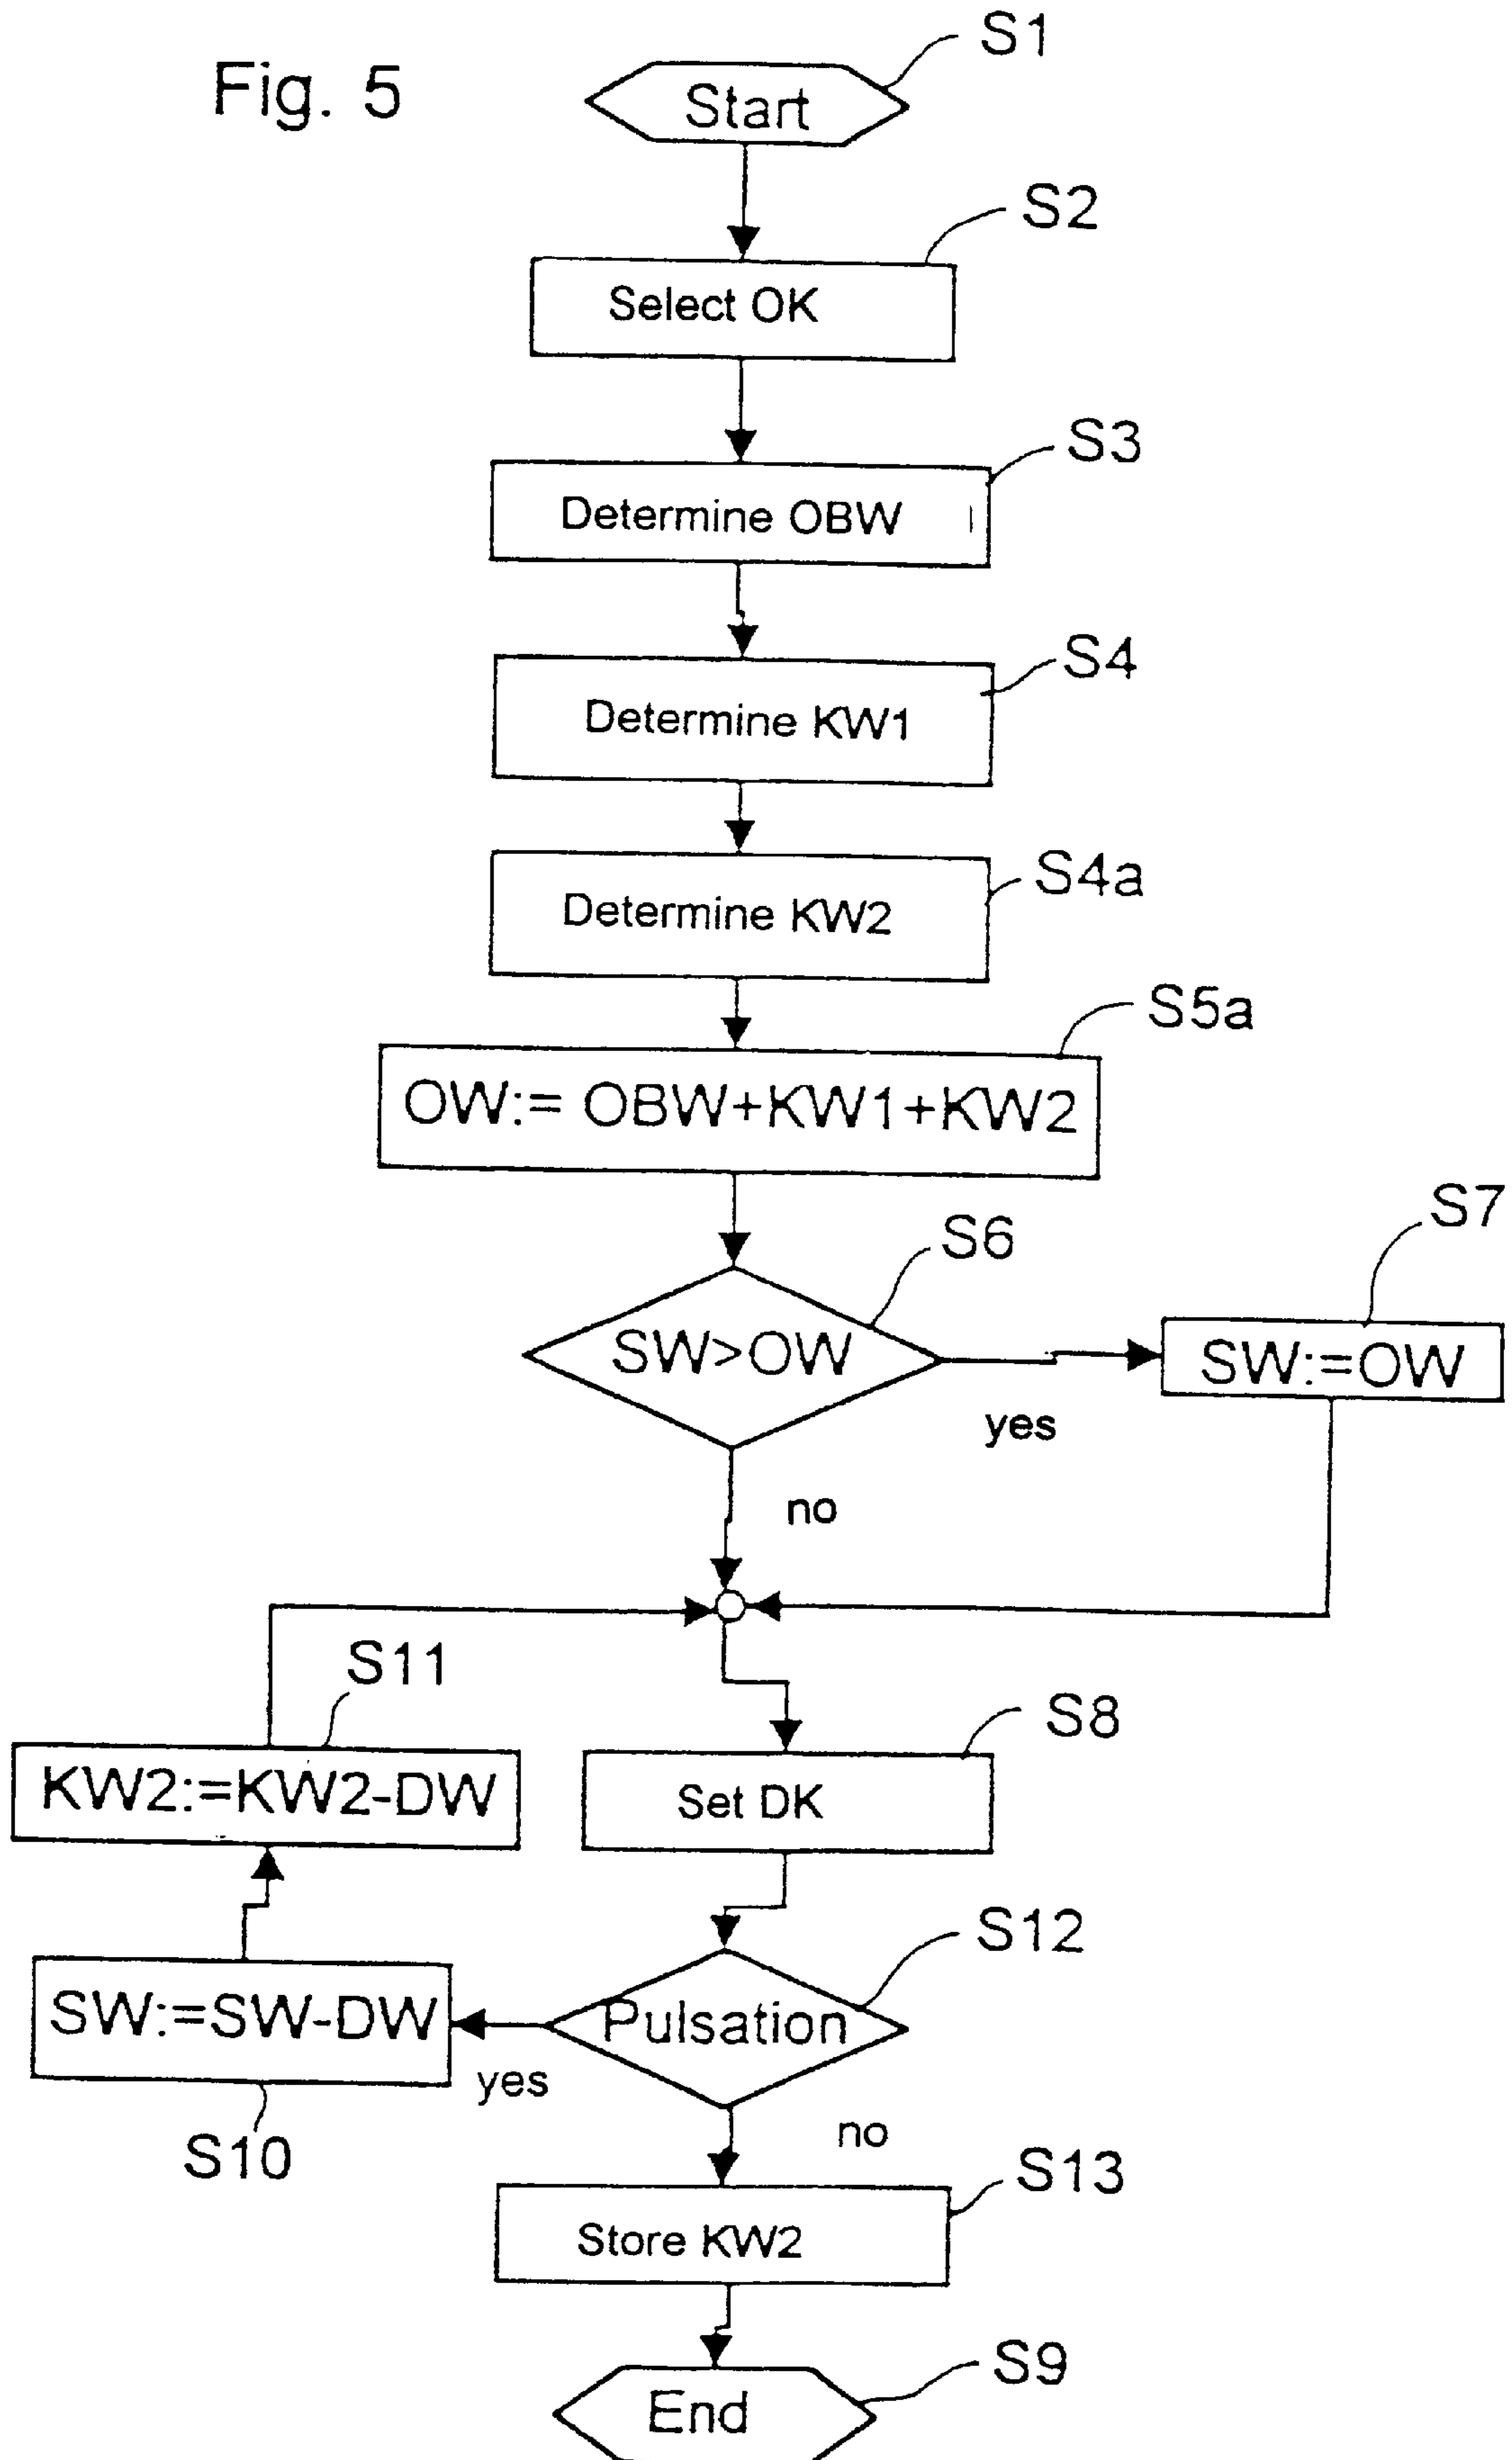 S1
Fig. 5
Start
S2
Select OK
S3
Determine OBW
S4
Determine KW1
S4a
Determine KW2
S5a
OW:= OBW+KW1+KW2
S6
S7
SW>OW
SW:=OW
yes
no
S11
S8
KW2:=KW2-DW
Set DK
S12
SW:=SW-DW
Pulsation
yes
no
S10
S13
Store KW2
S9
End